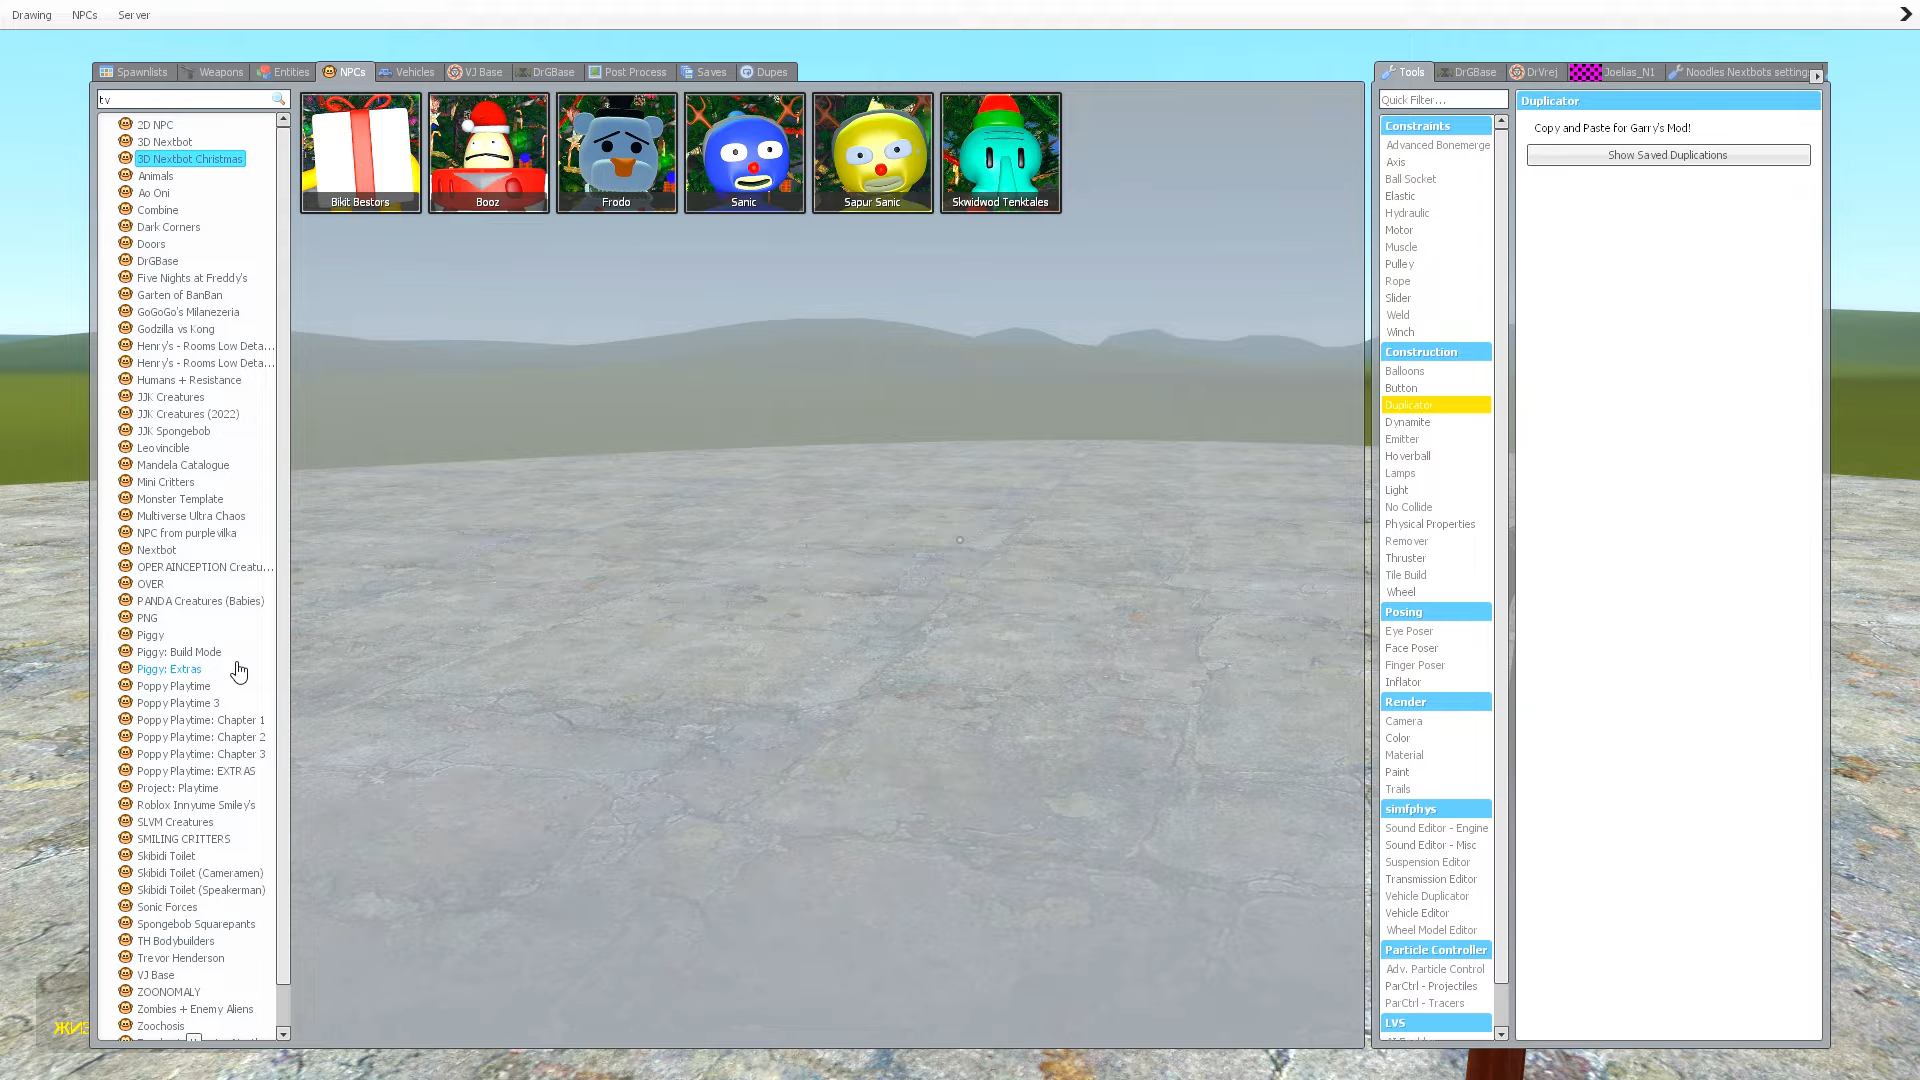 Drawing NPCs Server
Spawnlists Weapons Entities NPCs Vehicles VJ Base DrGBase Post Process Saves Dupes
Tools DrGBase DrVrej Joelias_N1 Noodles Nextbots setting
tv
2D NPC
3D Nextbot
3D Nextbot Christmas
Animals
Ao Oni
Combine
Dark Corners
Doors
DrGBase
Five Nights at Freddy's
Garten of BanBan
GoGoGo's Milanezeria
Godzilla vs Kong
Henry's - Rooms Low Deta...
Henry's - Rooms Low Deta...
Humans + Resistance
JJK Creatures
JJK Creatures (2022)
JJK Spongebob
Leovincible
Mandela Catalogue
Mini Critters
Monster Template
Multiverse Ultra Chaos
NPC from purplevilka
Nextbot
OPERAINCEPTION Creatu...
OVER
PANDA Creatures (Babies)
PNG
Piggy
Piggy: Build Mode
Piggy: Extras
Poppy Playtime
Poppy Playtime 3
Poppy Playtime: Chapter 1
Poppy Playtime: Chapter 2
Poppy Playtime: Chapter 3
Poppy Playtime: EXTRAS
Project: Playtime
Roblox Innyume Smiley's
SLVM Creatures
SMILING CRITTERS
Skibidi Toilet
Skibidi Toilet (Cameramen)
Skibidi Toilet (Speakerman)
Sonic Forces
Spongebob Squarepants
TH Bodybuilders
Trevor Henderson
VJ Base
ZOONOMALY
Zombies + Enemy Aliens
Zoochosis
Bikit Bestors
Booz
Frodo
Sanic
Sapur Sanic
Skwidwod Tenktales
Quick Filter...
Constraints
Advanced Bonemerge
Axis
Ball Socket
Elastic
Hydraulic
Motor
Muscle
Pulley
Rope
Slider
Weld
Winch
Construction
Balloons
Button
Duplicator
Dynamite
Emitter
Hoverball
Lamps
Light
No Collide
Physical Properties
Remover
Thruster
Tile Build
Wheel
Posing
Eye Poser
Face Poser
Finger Poser
Inflator
Render
Camera
Color
Material
Paint
Trails
simfphys
Sound Editor - Engine
Sound Editor - Misc
Suspension Editor
Transmission Editor
Vehicle Duplicator
Vehicle Editor
Wheel Model Editor
Particle Controller
Adv. Particle Control
ParCtrl - Projectiles
ParCtrl - Tracers
LVS
Duplicator
Copy and Paste for Garry's Mod!
Show Saved Duplications
ЖИЗ